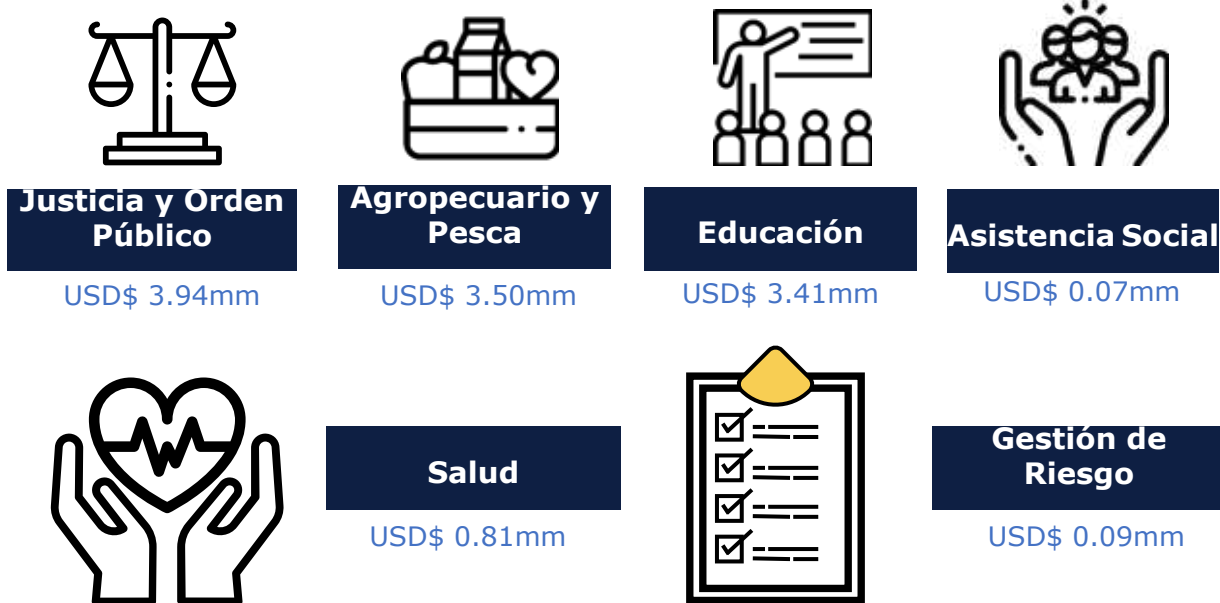 Justicia y Orden
Público
USD$ 3.94mm
Agropecuario y
Pesca
USD$ 3.50mm
Educación
USD$ 3.41mm
Asistencia Social
USD$ 0.07mm
Salud
USD$ 0.81mm
Gestión de
Riesgo
USD$ 0.09mm